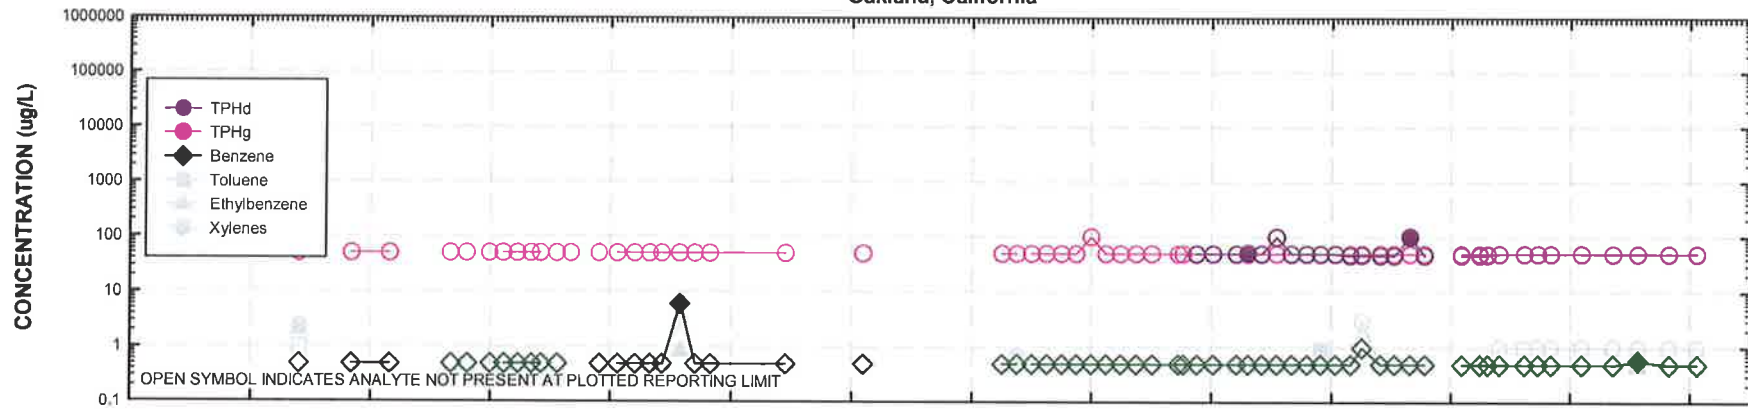 Oakland, California
1000000
100000
10000
1000
100
10
1
0.1
CONCENTRATION (ug/L)
TPHd
TPHg
Benzene
Toluene
Ethylbenzene
Xylenes
OPEN SYMBOL INDICATES ANALYTE NOT PRESENT AT PLOTTED REPORTING LIMIT